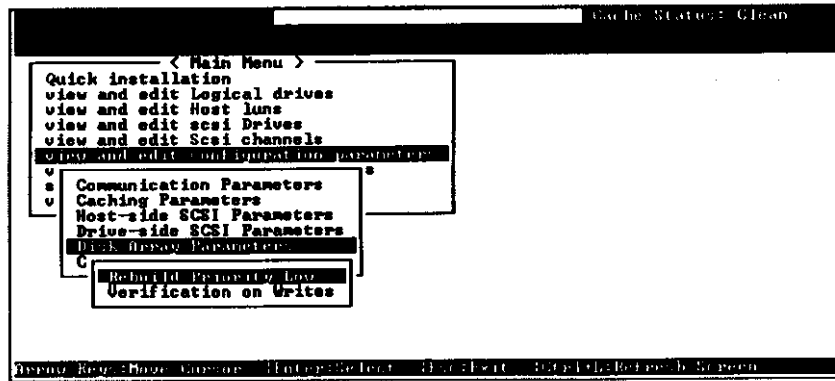 Cache Status: Clean
< Main Menu >
Quick installation
view and edit Logical drives
view and edit Host luns
view and edit scsi Drives
view and edit Scsi channels
view and edit configuration parameters
v s
s
v
Communication Parameters
Caching Parameters
Host-side SCSI Parameters
Drive-side SCSI Parameters
Disk Array Parameters
C
Rebuild Priority Low
Verification on Writes
Arrow Keys:Move Cursor |Enter:Select |Esc:Exit |Ctrl+L:Refresh Screen